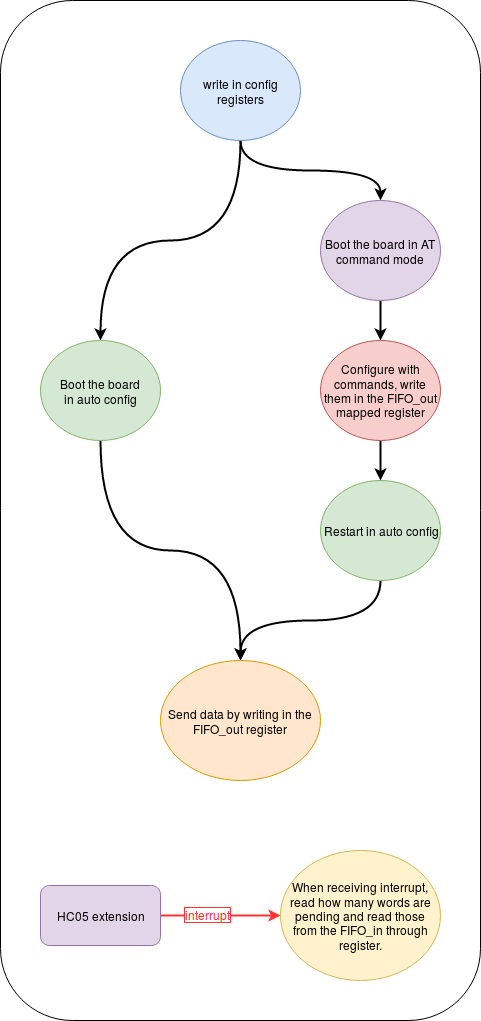 write in config
registers
Boot the board in AT
command mode
Boot the board
in auto config
Configure with
commands, write
them in the FIFO_out
mapped register
Restart in auto config
Send data by writing in the
FIFO_out register
HC05 extension
interrupt
When receiving interrupt,
read how many words are
pending and read those
from the FIFO_in through
register.